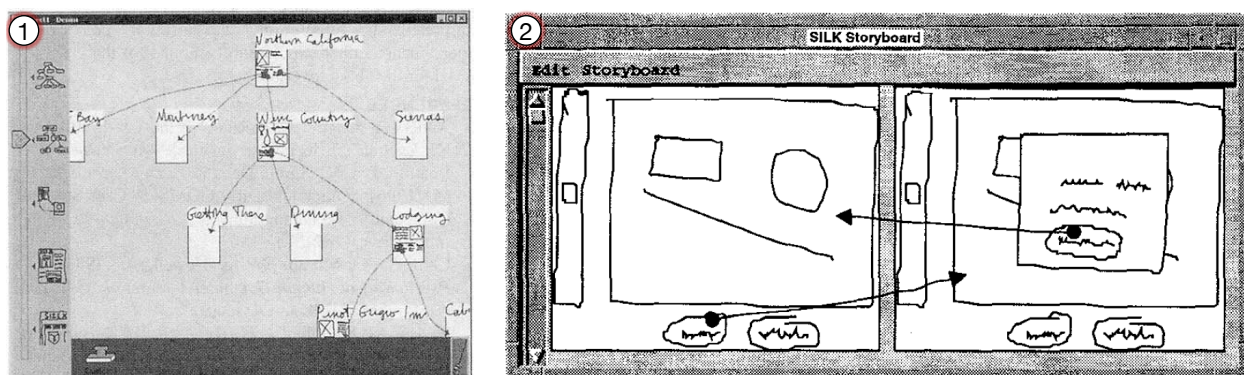 1
Northern California
Bay
Monterey
Wine Country
Sierras
Getting There
Dining
Lodging
Pinot Grigio Inn
Cab
2
SILK Storyboard
Edit Storyboard